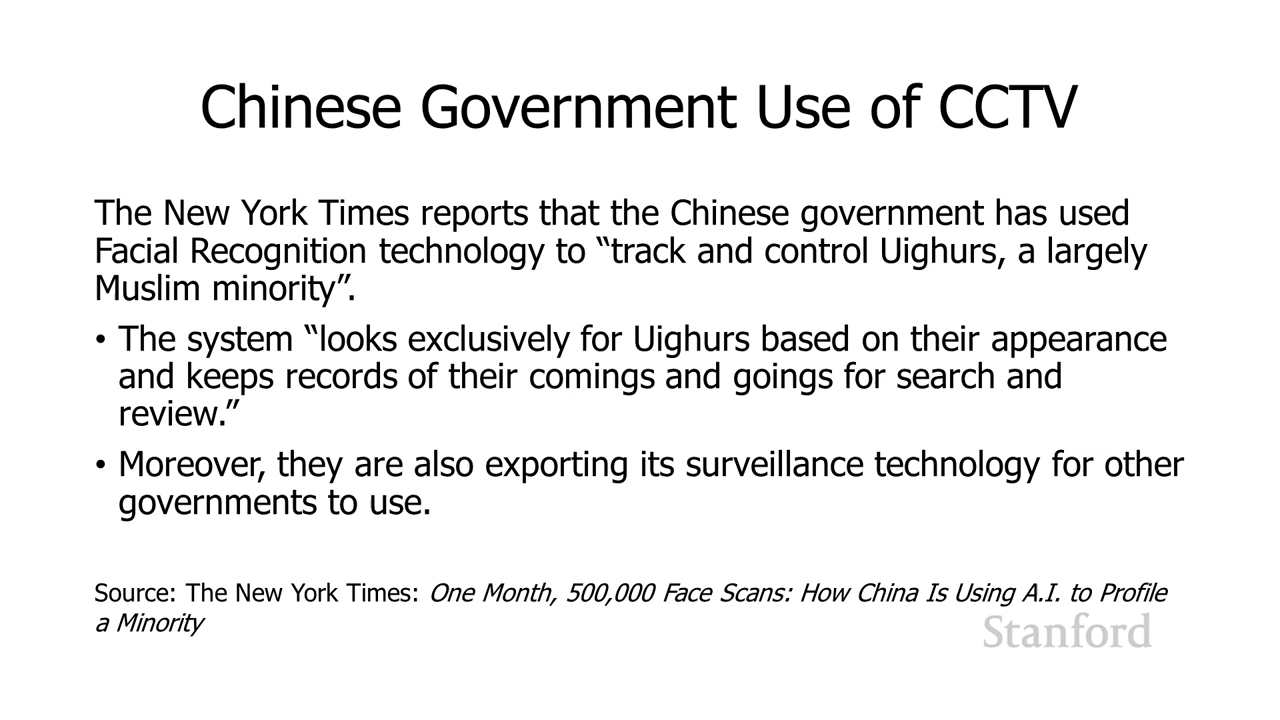 Chinese Government Use of CCTV
The New York Times reports that the Chinese government has used
Facial Recognition technology to “track and control Uighurs, a largely
Muslim minority”.
• The system “looks exclusively for Uighurs based on their appearance
and keeps records of their comings and goings for search and
review.”
• Moreover, they are also exporting its surveillance technology for other
governments to use.
Source: The New York Times: One Month, 500,000 Face Scans: How China Is Using A.I. to Profile
a Minority
Stanford